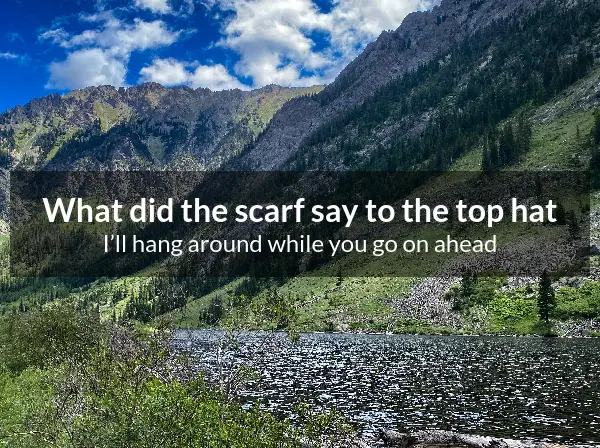 What did the scarf say to the top hat
I’ll hang around while you go on ahead